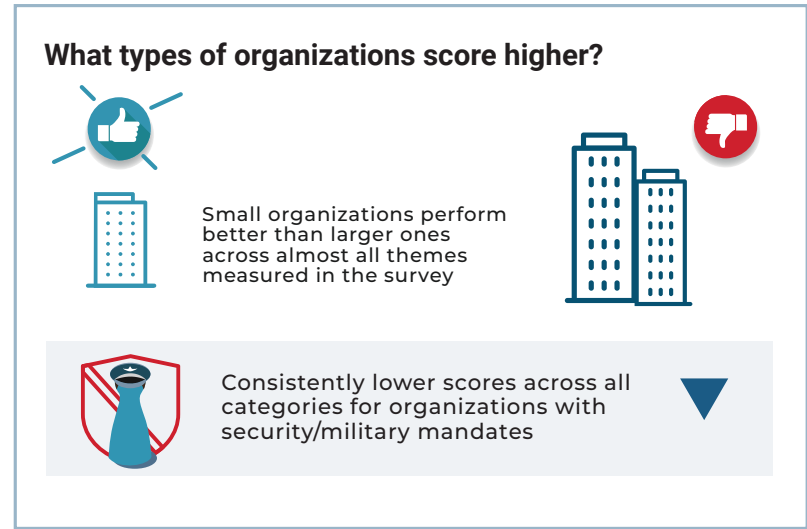 What types of organizations score higher?
Small organizations perform
better than larger ones
across almost all themes
measured in the survey
Consistently lower scores across all
categories for organizations with
security/military mandates